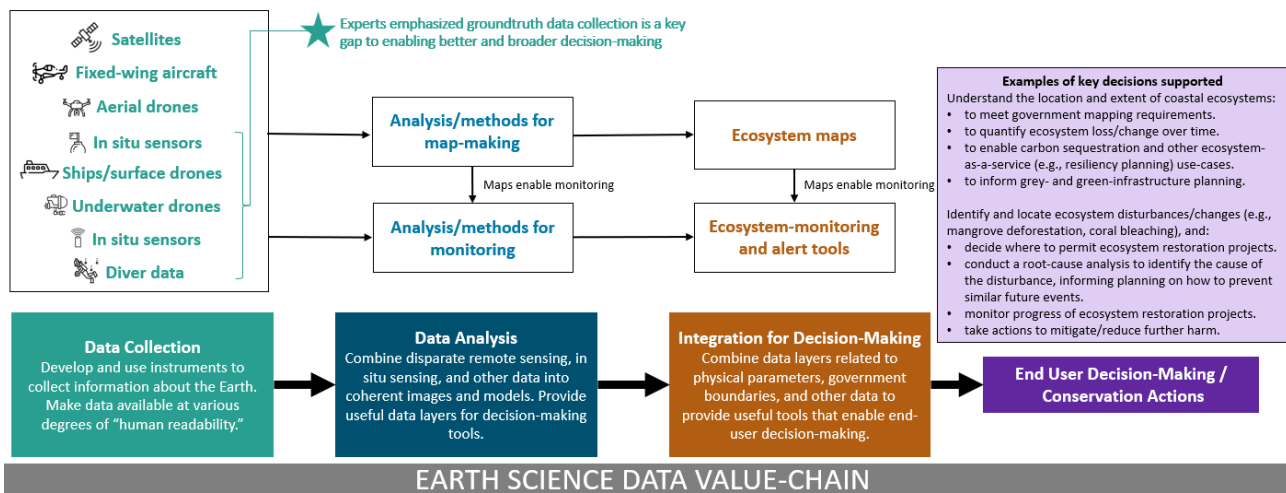 Experts emphasized groundtruth data collection is a key
gap to enabling better and broader decision-making
Satellites
Fixed-wing aircraft
Aerial drones
In situ sensors
Ships/surface drones
Underwater drones
In situ sensors
Diver data
Analysis/methods for
map-making
Ecosystem maps
Maps enable monitoring
Maps enable monitoring
Analysis/methods for
monitoring
Ecosystem-monitoring
and alert tools
Examples of key decisions supported
Understand the location and extent of coastal ecosystems:
• to meet government mapping requirements.
• to quantify ecosystem loss/change over time.
• to enable carbon sequestration and other ecosystem-
as-a-service (e.g., resiliency planning) use-cases.
• to inform grey- and green-infrastructure planning.
Identify and locate ecosystem disturbances/changes (e.g.,
mangrove deforestation, coral bleaching), and:
• decide where to permit ecosystem restoration projects.
• conduct a root-cause analysis to identify the cause of
the disturbance, informing planning on how to prevent
similar future events.
• monitor progress of ecosystem restoration projects.
• take actions to mitigate/reduce further harm.
Data Collection
Develop and use instruments to
collect information about the Earth.
Make data available at various
degrees of “human readability.”
Data Analysis
Combine disparate remote sensing, in
situ sensing, and other data into
coherent images and models. Provide
useful data layers for decision-making
tools.
Integration for Decision-Making
Combine data layers related to
physical parameters, government
boundaries, and other data to
provide useful tools that enable end-
user decision-making.
End User Decision-Making /
Conservation Actions
EARTH SCIENCE DATA VALUE-CHAIN